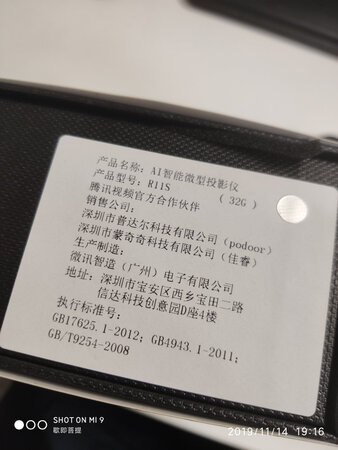 产品名称: AI智能微型投影仪
产品型号: R11S ( 32G )
腾讯视频官方合作伙伴
销售公司:
深圳市普达尔科技有限公司 (podoor)
深圳市蒙奇奇科技有限公司 (佳睿)
生产制造:
微讯智造 (广州) 电子有限公司
地址: 深圳市宝安区西乡宝田二路
信达科技创意园D座4楼
执行标准号:
GB17625.1-2012; GB4943.1-2011;
GB/T9254-2008
SHOT ON MI 9
歌即菩提
2019/11/14 19:16